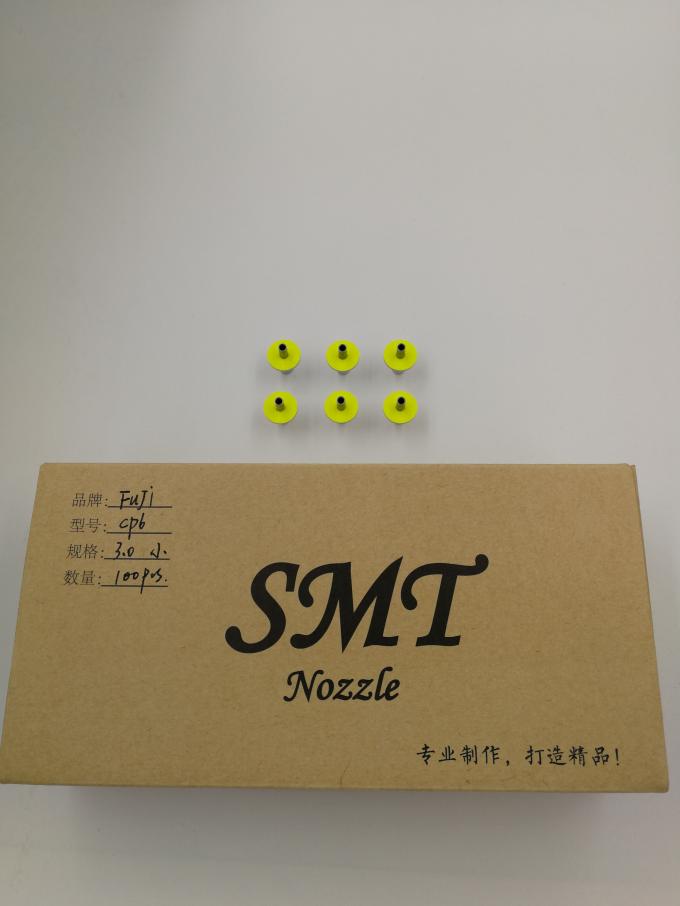 品牌: FUJI
型号: cp6
规格: 3.0 小.
数量: 100pcs.
SMT
Nozzle
专业制作，打造精品！